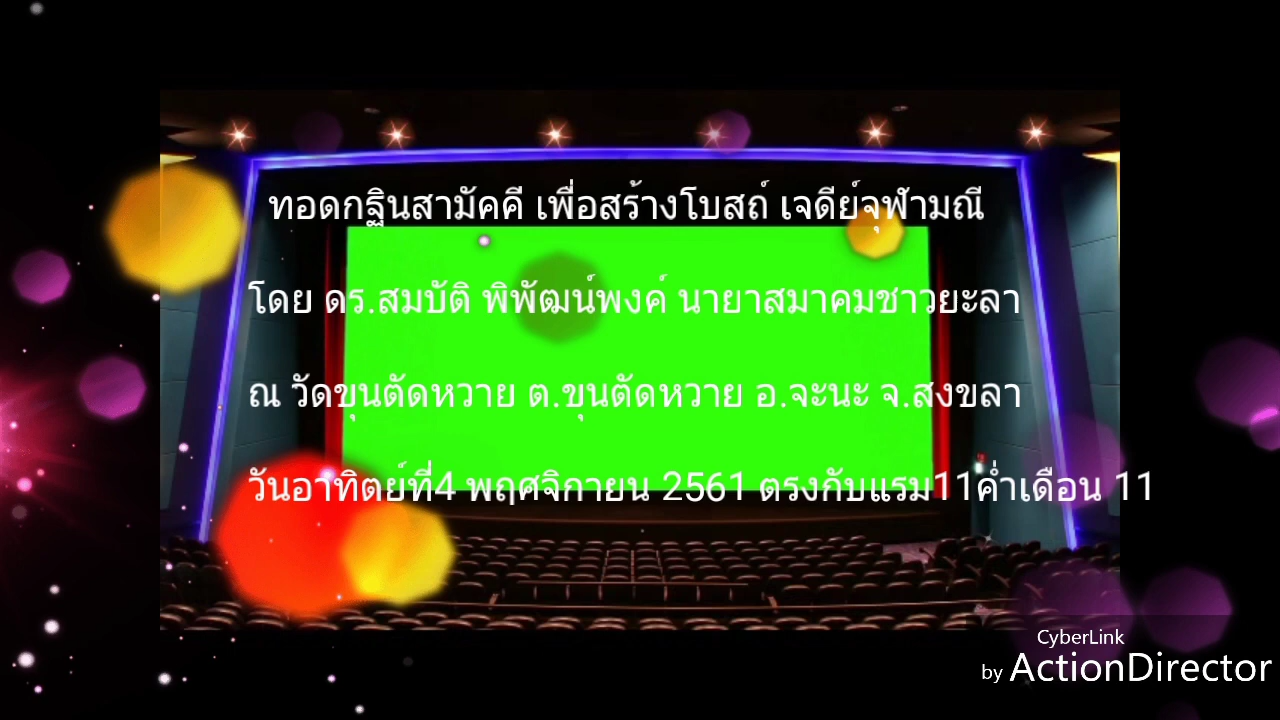 ทอดกฐินสามัคคี เพื่อสร้างโบสถ์ เจดีย์จุฬามณี
โดย ดร.สมบัติ พิพัฒน์พงค์ นายาสมาคมชาวยะลา
ณ วัดขุนตัดหวาย ต.ขุนตัดหวาย อ.จะนะ จ.สงขลา
วันอาทิตย์ที่4 พฤศจิกายน 2561 ตรงกับแรม11ค่ำเดือน 11
CyberLink
by ActionDirector